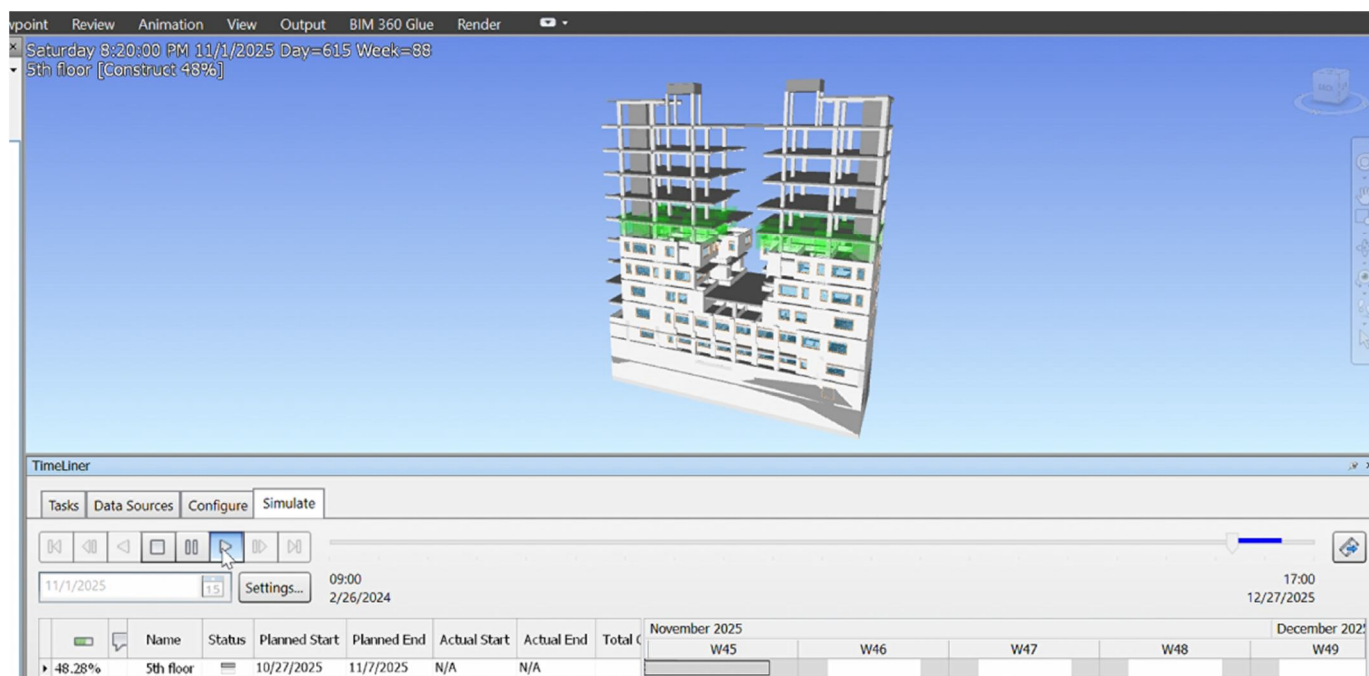 wpoint Review Animation View Output BIM 360 Glue Render
Saturday 8:20:00 PM 11/1/2025 Day=615 Week=88
5th floor [Construct 48%]
TimeLiner
Tasks Data Sources Configure Simulate
11/1/2025 15 Settings... 09:00 17:00
2/26/2024 12/27/2025
Name Status Planned Start Planned End Actual Start Actual End Total C November 2025 December 202
W45 W46 W47 W48 W49
48.28% 5th floor 10/27/2025 11/7/2025 N/A N/A